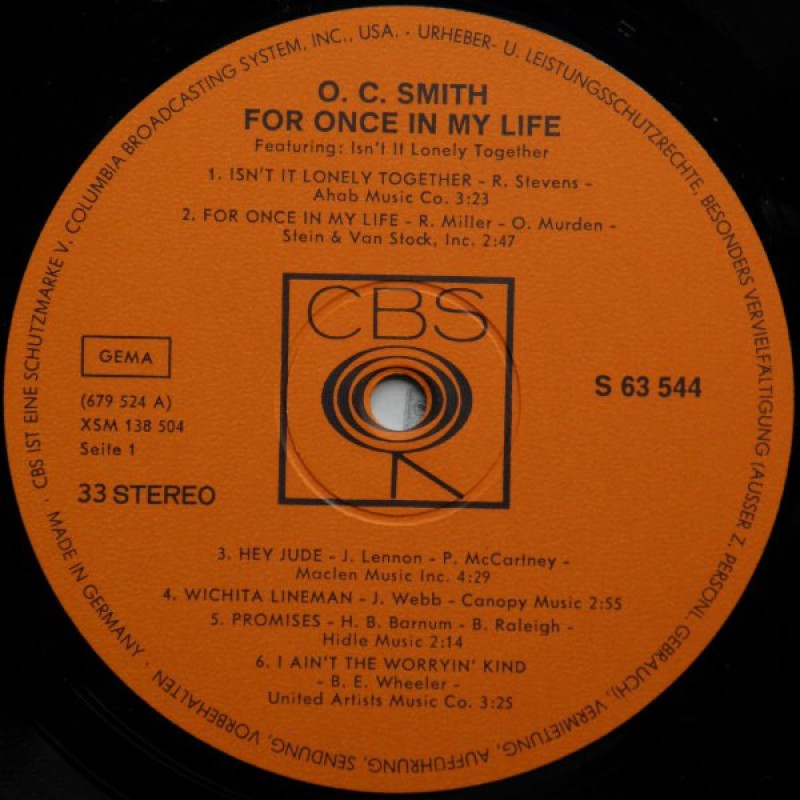 O. C. SMITH
FOR ONCE IN MY LIFE
Featuring: Isn't It Lonely Together
1. ISN'T IT LONELY TOGETHER - R. Stevens -
Ahab Music Co. 3:23
2. FOR ONCE IN MY LIFE - R. Miller - O. Murden -
Stein & Van Stock, Inc. 2:47
CBS
GEMA
(679 524 A)
XSM 138 504
Seite 1
33 STEREO
S 63 544
3. HEY JUDE - J. Lennon - P. McCartney -
Maclen Music Inc. 4:29
4. WICHITA LINEMAN - J. Webb - Canopy Music 2:55
5. PROMISES - H. B. Barnum - B. Raleigh -
Hidle Music 2:14
6. I AIN'T THE WORRYIN' KIND
- B. E. Wheeler -
United Artists Music Co. 3:25
· CBS IST EINE SCHUTZMARKE V. COLUMBIA BROADCASTING SYSTEM, INC., USA. · URHEBER- U. LEISTUNGSSCHUTZRECHTE, BESONDERS VERVIELFÄLTIGUNG (AUSSER Z. PERSÖNL. GEBRAUCH), VERMIETUNG, AUFFÜHRUNG, SENDUNG, VORBEHALTEN · MADE IN GERMANY